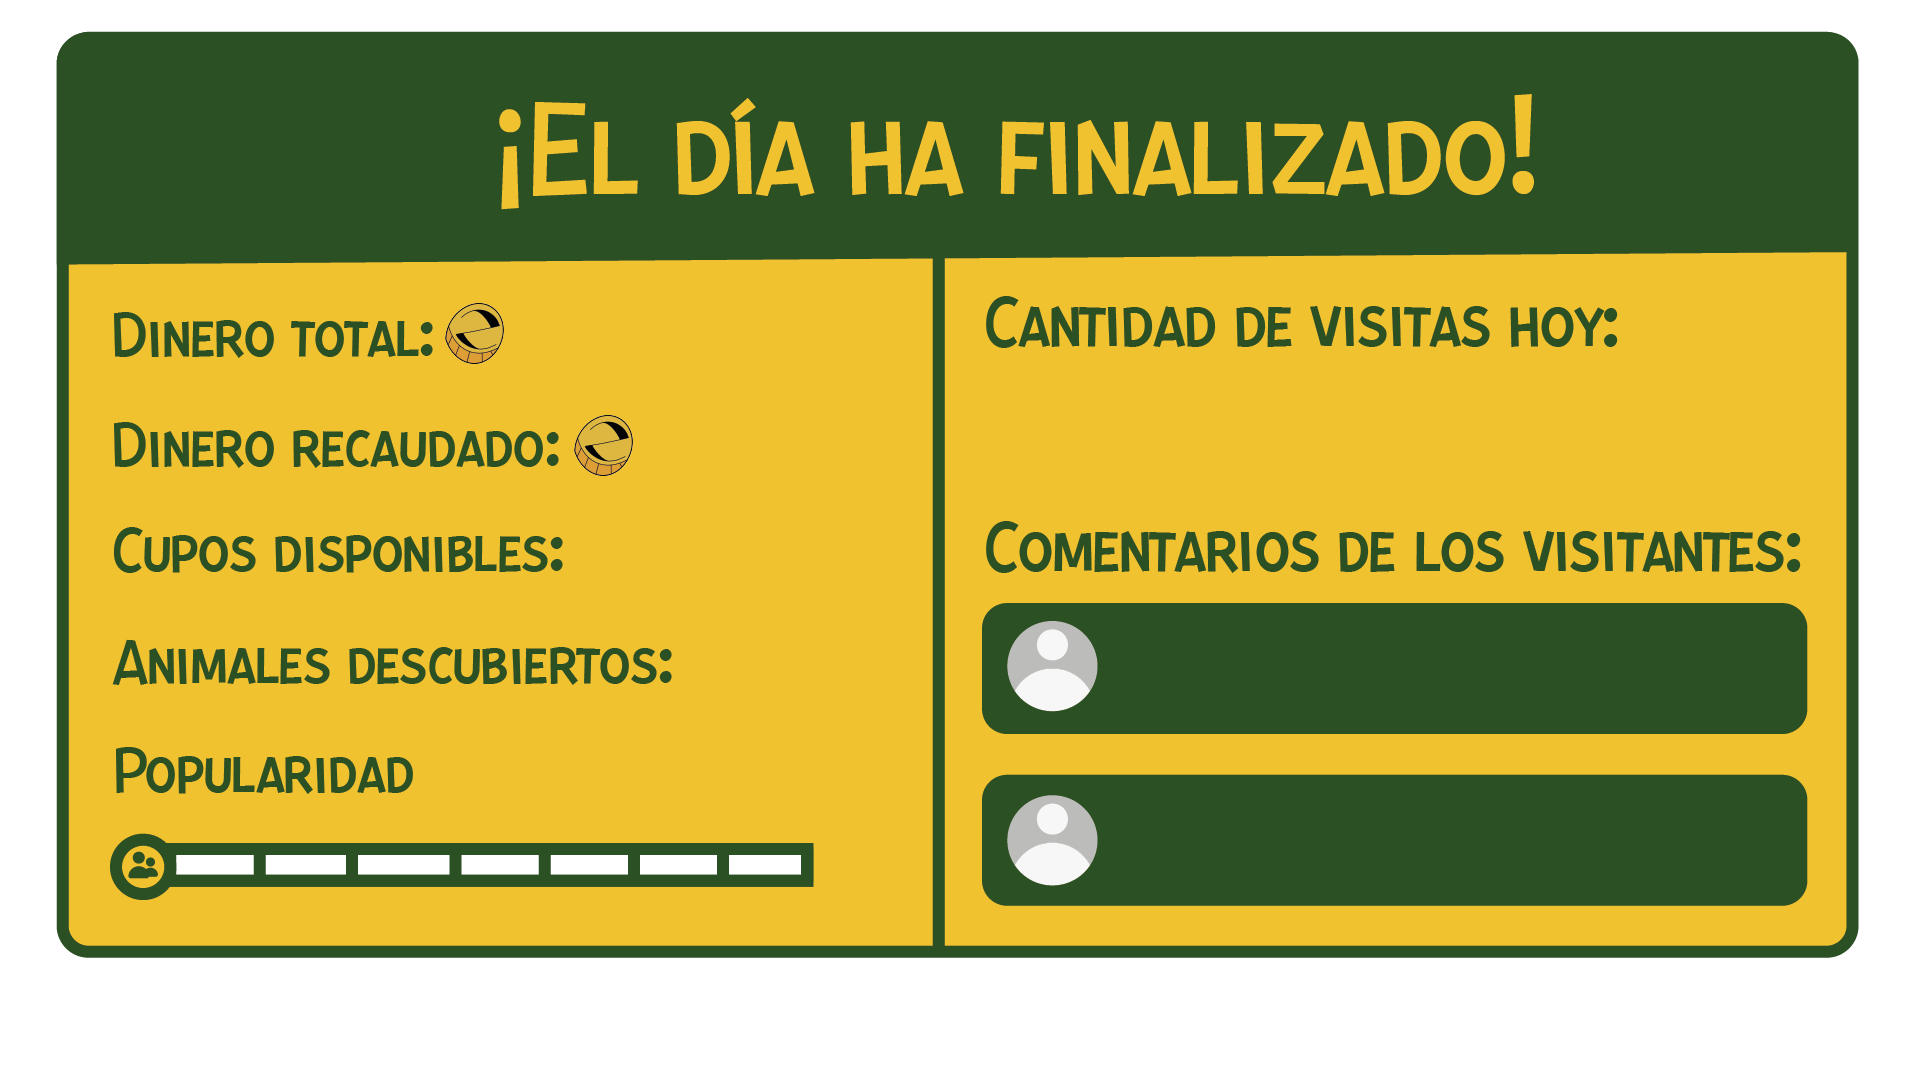 ¡El día ha finalizado!
Dinero total:
Dinero recaudado:
Cupos disponibles:
Animales descubiertos:
Popularidad
Cantidad de visitas hoy:
Comentarios de los visitantes: